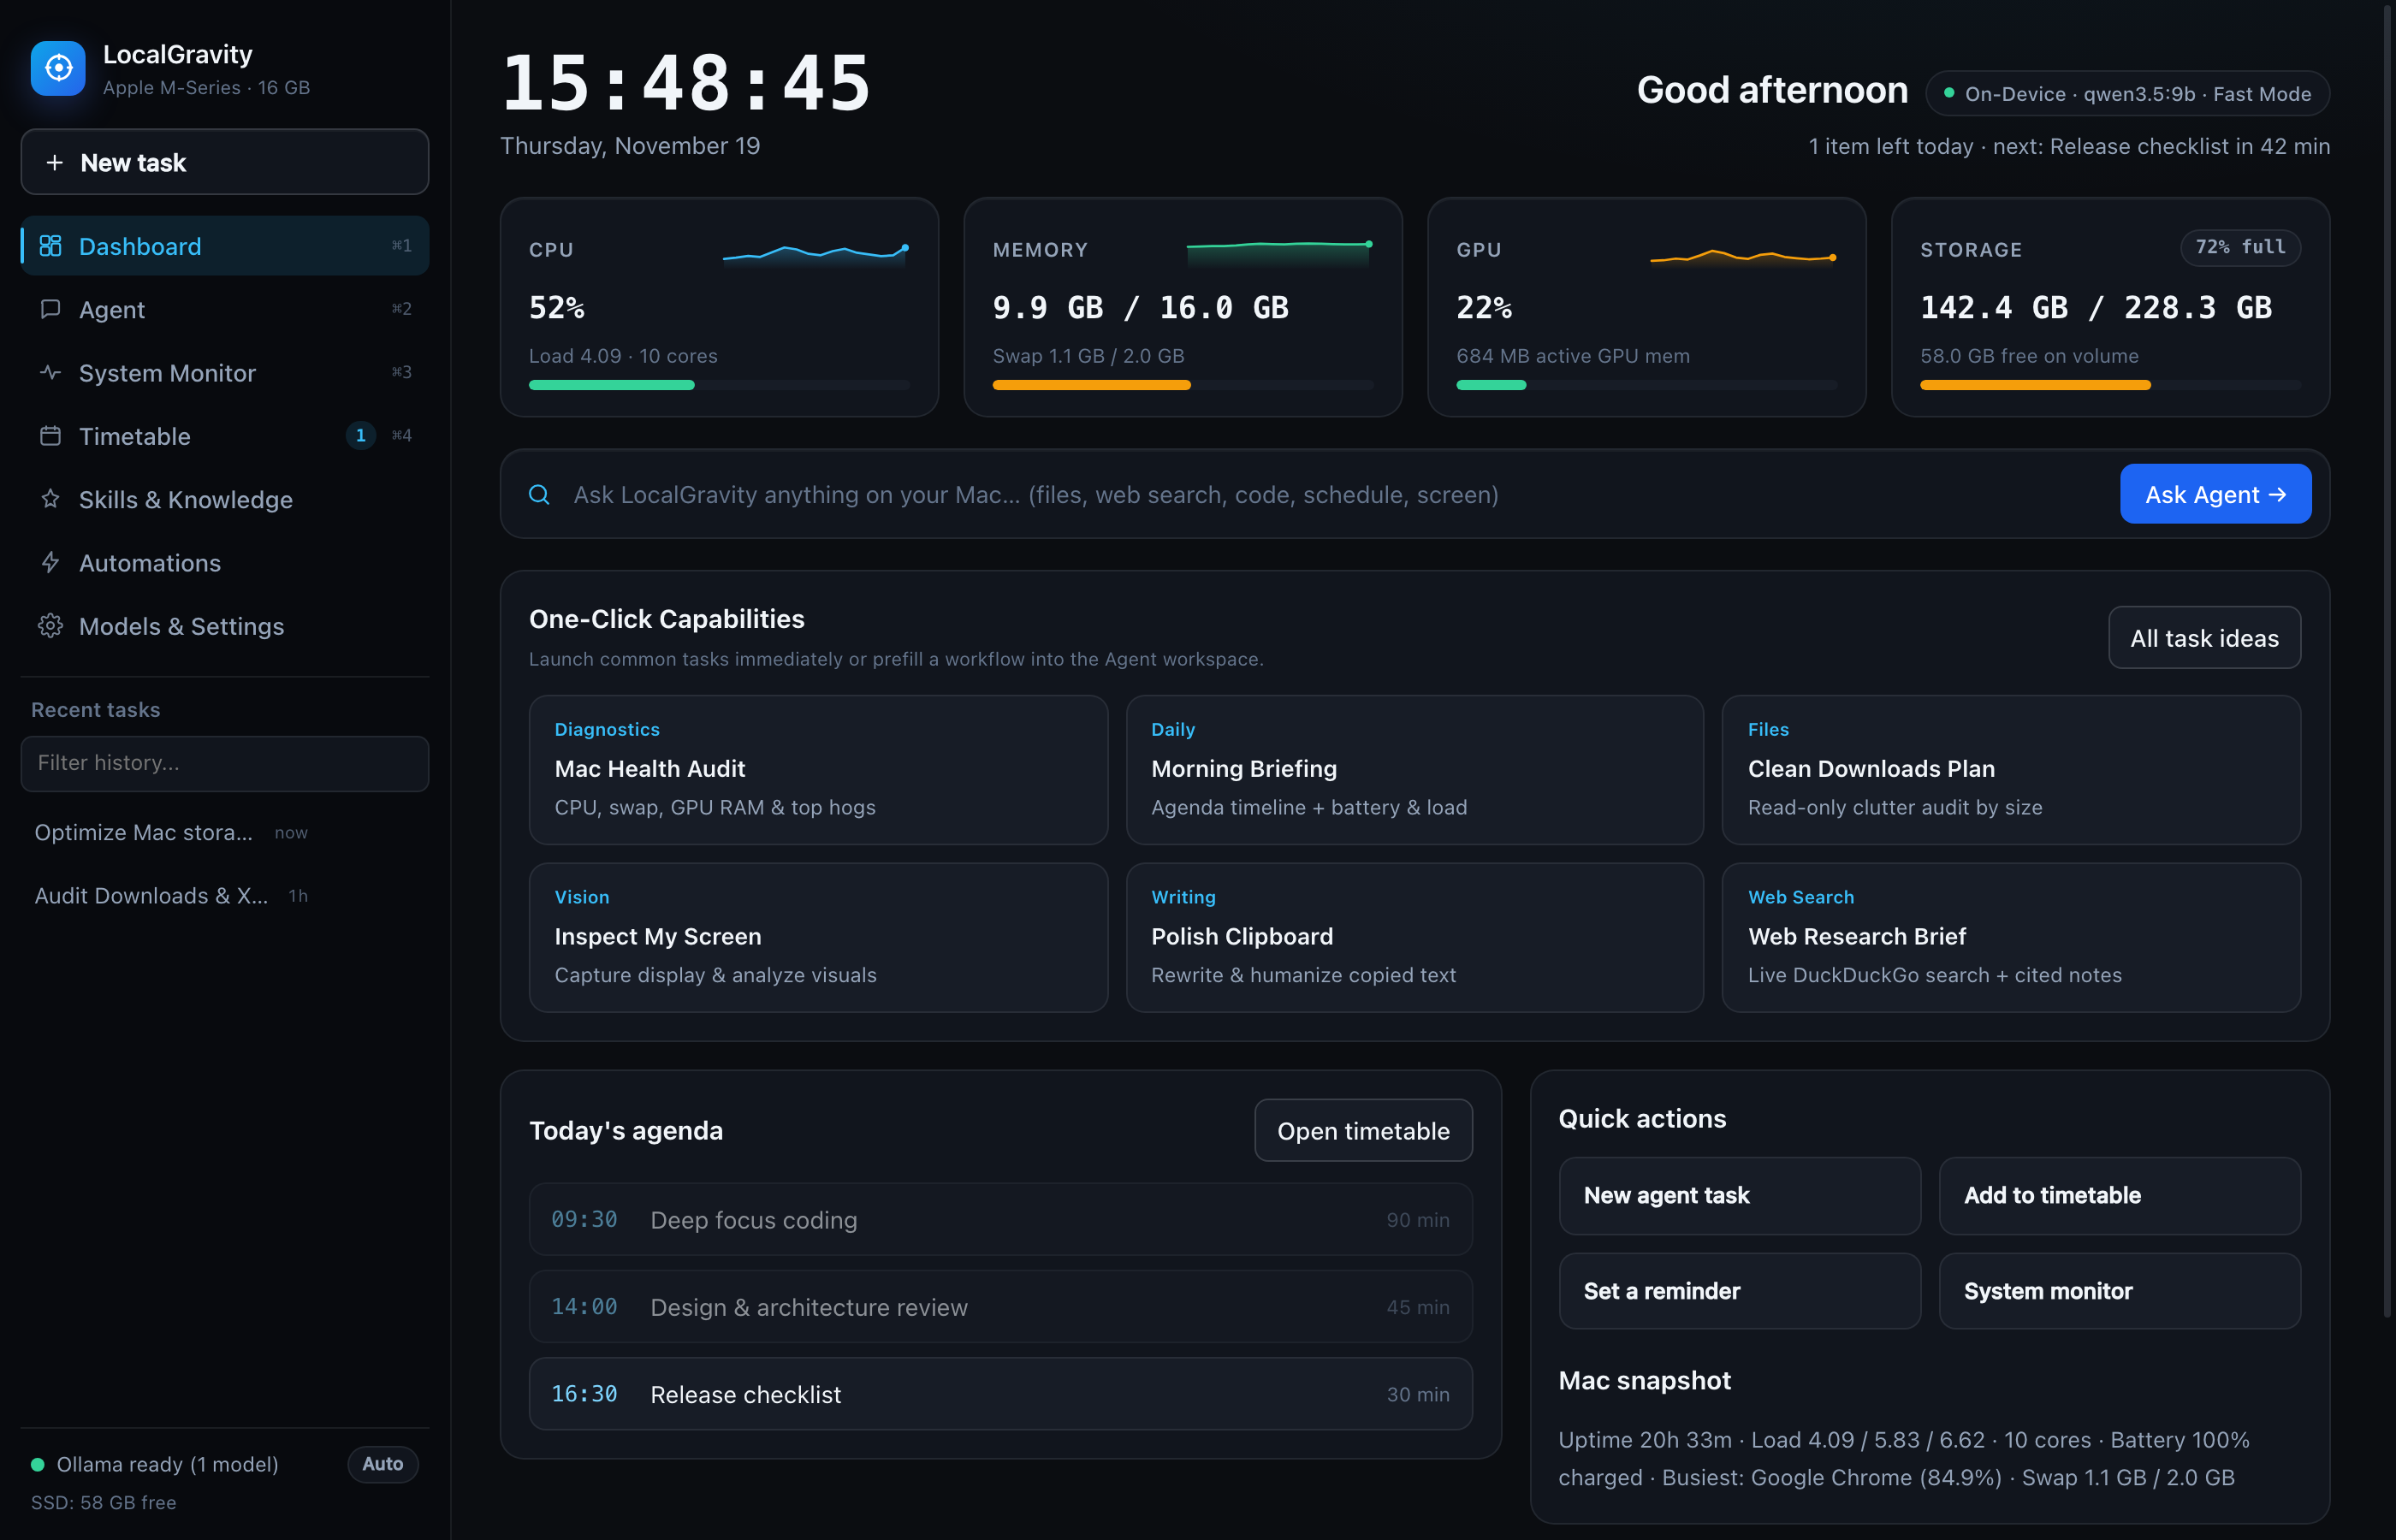 LocalGravity
Apple M-Series · 16 GB
+ New task
Dashboard ⌘1
Agent ⌘2
System Monitor ⌘3
Timetable 1 ⌘4
Skills & Knowledge
Automations
Models & Settings
Recent tasks
Filter history...
Optimize Mac stora... now
Audit Downloads & X... 1h
Ollama ready (1 model) Auto
SSD: 58 GB free
15:48:45
Thursday, November 19
Good afternoon
On-Device · qwen3.5:9b · Fast Mode
1 item left today · next: Release checklist in 42 min
CPU
52%
Load 4.09 · 10 cores
MEMORY
9.9 GB / 16.0 GB
Swap 1.1 GB / 2.0 GB
GPU
22%
684 MB active GPU mem
STORAGE 72% full
142.4 GB / 228.3 GB
58.0 GB free on volume
Ask LocalGravity anything on your Mac... (files, web search, code, schedule, screen)
Ask Agent →
One-Click Capabilities
Launch common tasks immediately or prefill a workflow into the Agent workspace.
All task ideas
Diagnostics
Mac Health Audit
CPU, swap, GPU RAM & top hogs
Daily
Morning Briefing
Agenda timeline + battery & load
Files
Clean Downloads Plan
Read-only clutter audit by size
Vision
Inspect My Screen
Capture display & analyze visuals
Writing
Polish Clipboard
Rewrite & humanize copied text
Web Search
Web Research Brief
Live DuckDuckGo search + cited notes
Today's agenda
Open timetable
09:30 Deep focus coding 90 min
14:00 Design & architecture review 45 min
16:30 Release checklist 30 min
Quick actions
New agent task
Add to timetable
Set a reminder
System monitor
Mac snapshot
Uptime 20h 33m · Load 4.09 / 5.83 / 6.62 · 10 cores · Battery 100%
charged · Busiest: Google Chrome (84.9%) · Swap 1.1 GB / 2.0 GB